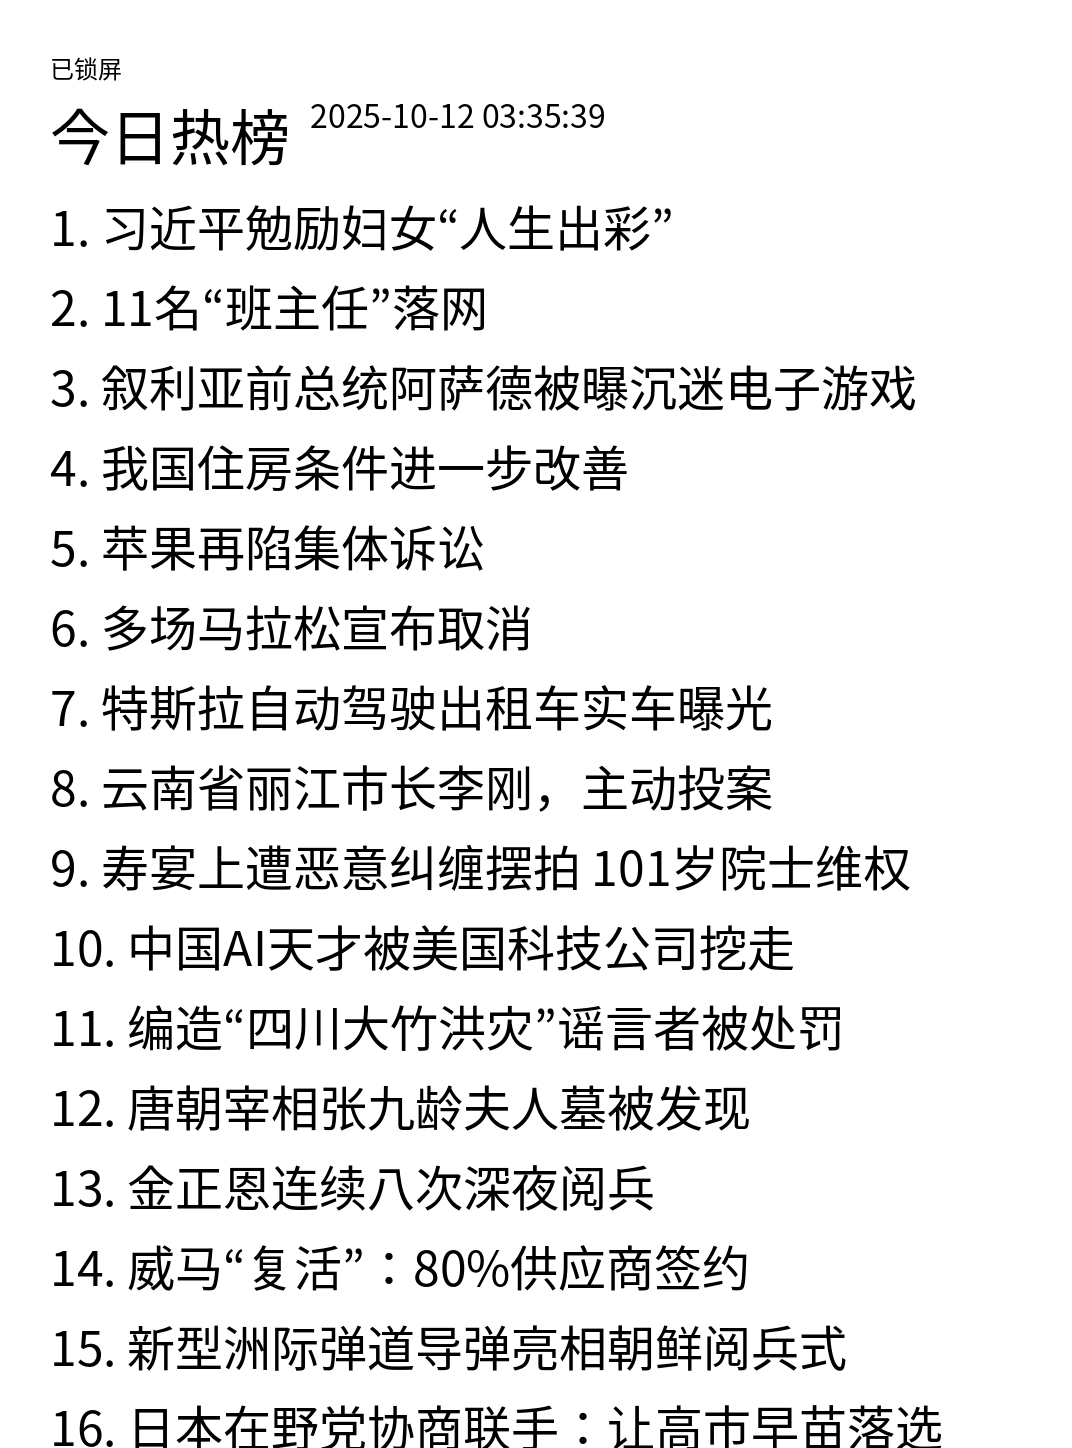 已锁屏
今日热榜 2025-10-12 03:35:39
1. 习近平勉励妇女“人生出彩”
2. 11名“班主任”落网
3. 叙利亚前总统阿萨德被曝沉迷电子游戏
4. 我国住房条件进一步改善
5. 苹果再陷集体诉讼
6. 多场马拉松宣布取消
7. 特斯拉自动驾驶出租车实车曝光
8. 云南省丽江市长李刚，主动投案
9. 寿宴上遭恶意纠缠摆拍 101岁院士维权
10. 中国AI天才被美国科技公司挖走
11. 编造“四川大竹洪灾”谣言者被处罚
12. 唐朝宰相张九龄夫人墓被发现
13. 金正恩连续八次深夜阅兵
14. 威马“复活”：80%供应商签约
15. 新型洲际弹道导弹亮相朝鲜阅兵式
16. 日本在野党协商联手：让高市早苗落选